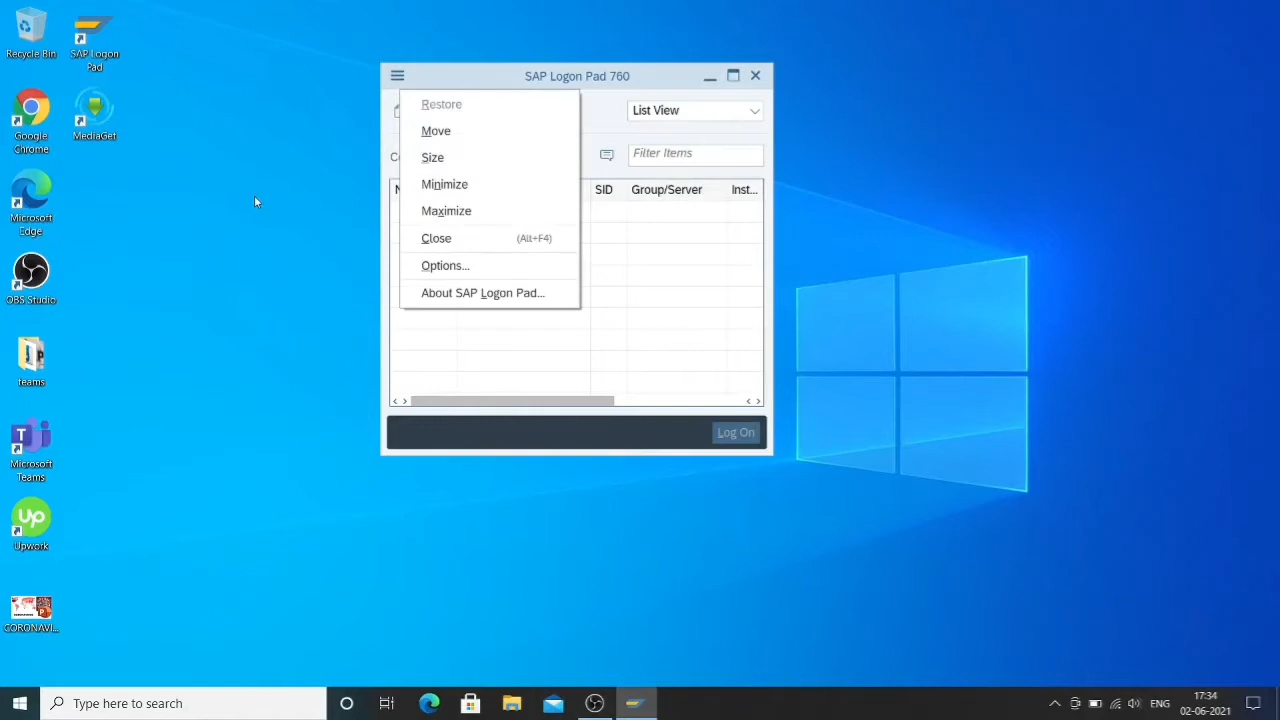 Recycle Bin
SAP Logon
Pad
Google
Chrome
MediaGet
Microsoft
Edge
OBS Studio
teams
Microsoft
Teams
Upwork
CORONAVI...
SAP Logon Pad 760
Restore
Move
Size
Minimize
Maximize
Close (Alt+F4)
Options...
About SAP Logon Pad...
List View
Filter Items
SID Group/Server Inst...
Log On
Type here to search
ENG
17:34
02-06-2021